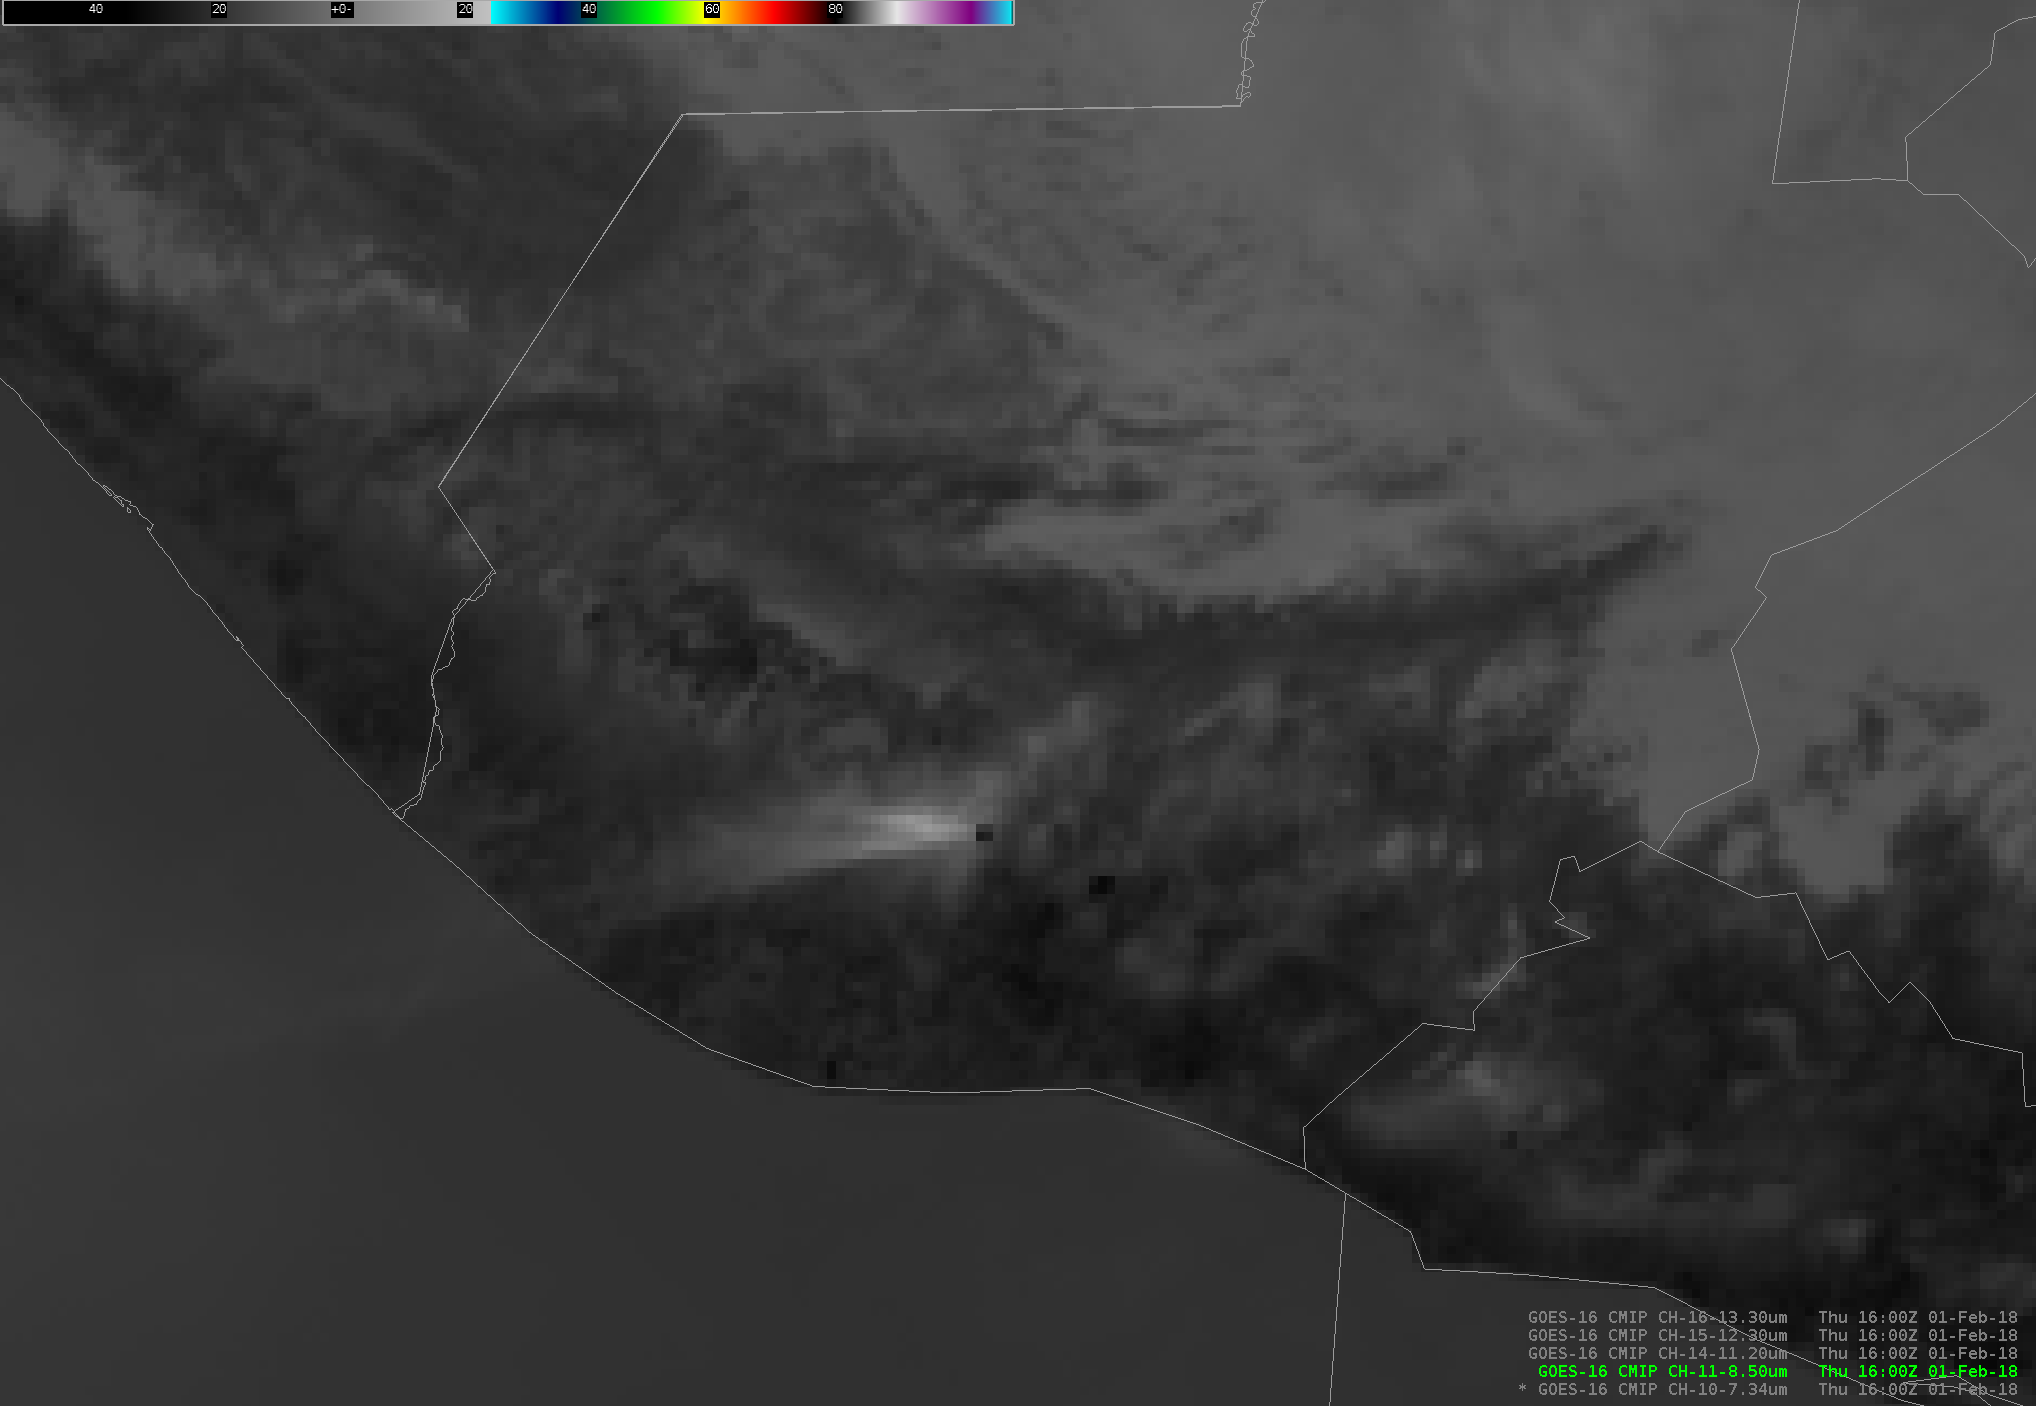 40 20 +0- 20 40 60 80
GOES-16 CMIP CH-16-13.30um Thu 16:00Z 01-Feb-18
GOES-16 CMIP CH-15-12.30um Thu 16:00Z 01-Feb-18
GOES-16 CMIP CH-14-11.20um Thu 16:00Z 01-Feb-18
GOES-16 CMIP CH-11-8.50um Thu 16:00Z 01-Feb-18
* GOES-16 CMIP CH-10-7.34um Thu 16:00Z 01-Feb-18